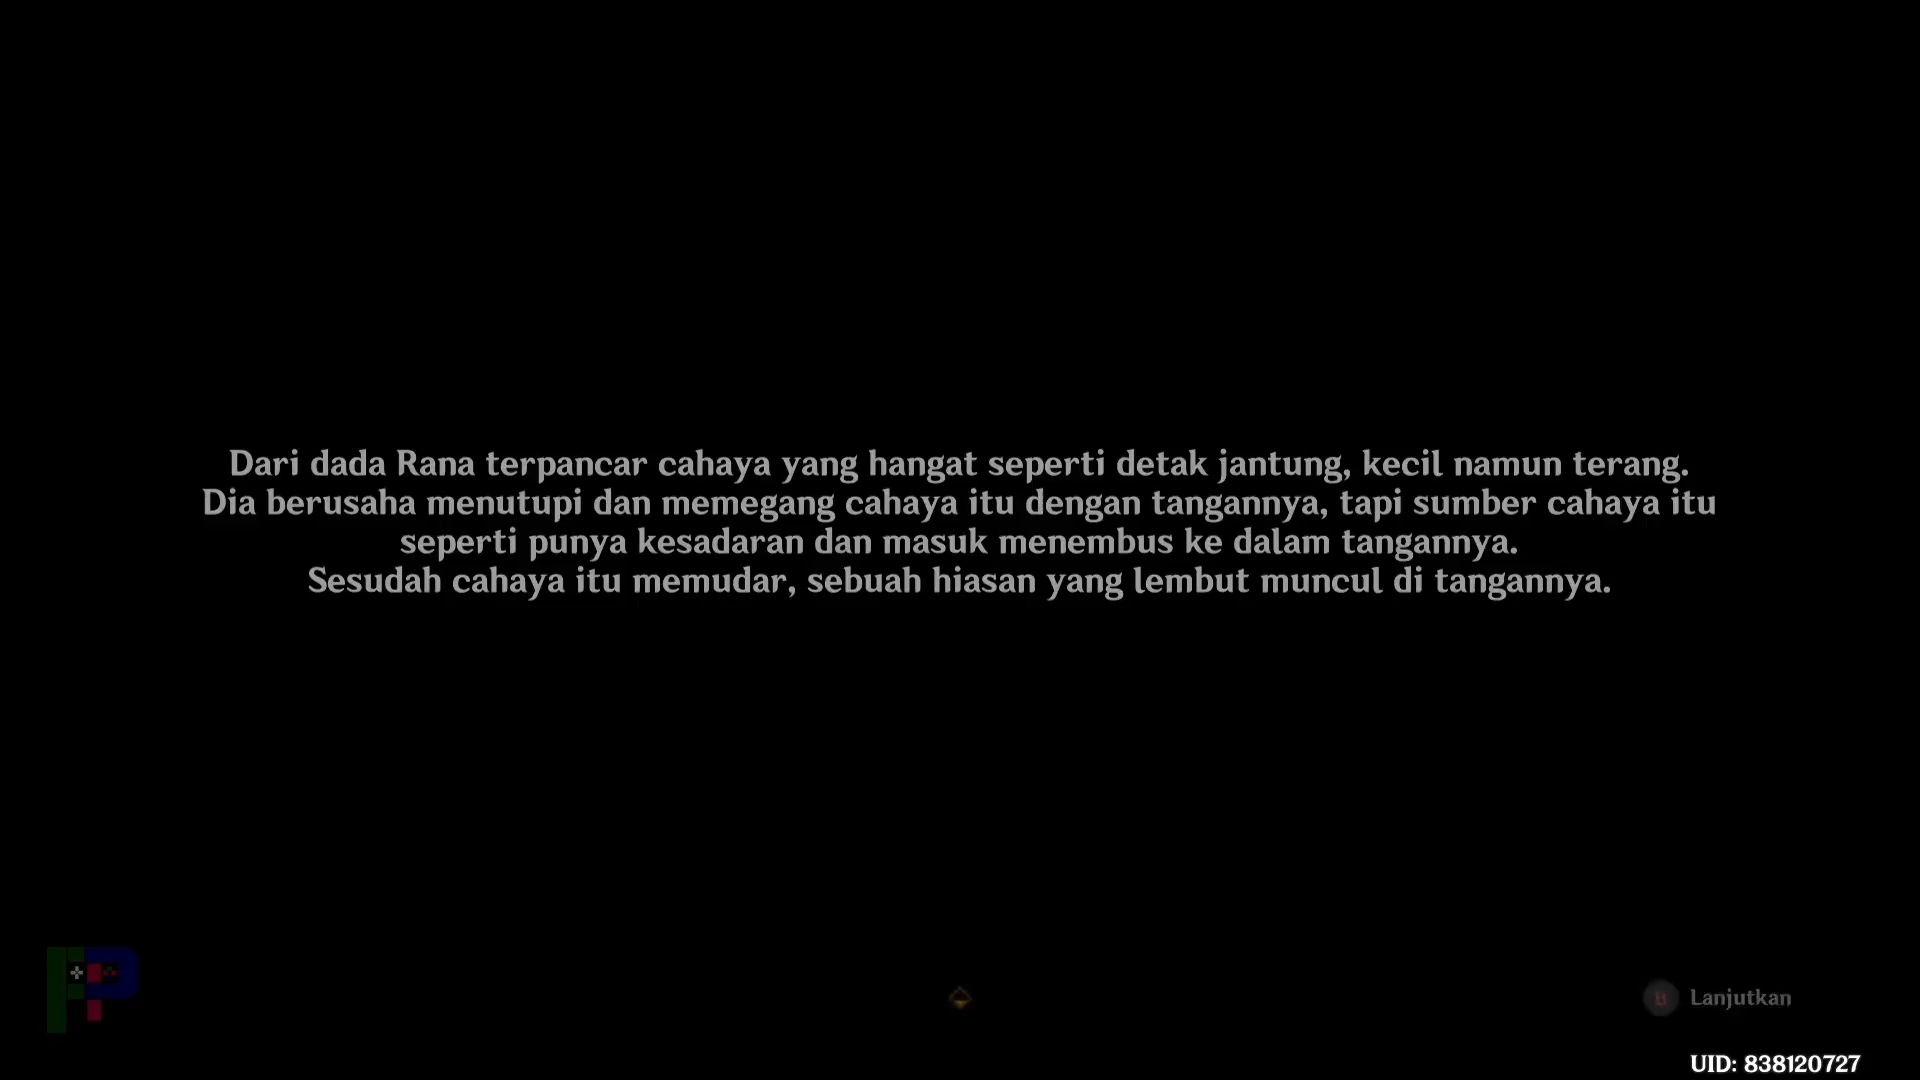 Dari dada Rana terpancar cahaya yang hangat seperti detak jantung, kecil namun terang.
Dia berusaha menutupi dan memegang cahaya itu dengan tangannya, tapi sumber cahaya itu
seperti punya kesadaran dan masuk menembus ke dalam tangannya.
Sesudah cahaya itu memudar, sebuah hiasan yang lembut muncul di tangannya.
B Lanjutkan
UID: 838120727